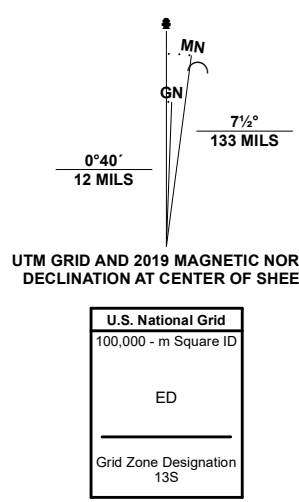 MN
GN
7½°
133 MILS
0°40´
12 MILS
UTM GRID AND 2019 MAGNETIC NOR
DECLINATION AT CENTER OF SHEE
U.S. National Grid
100,000 - m Square ID
ED
Grid Zone Designation
13S